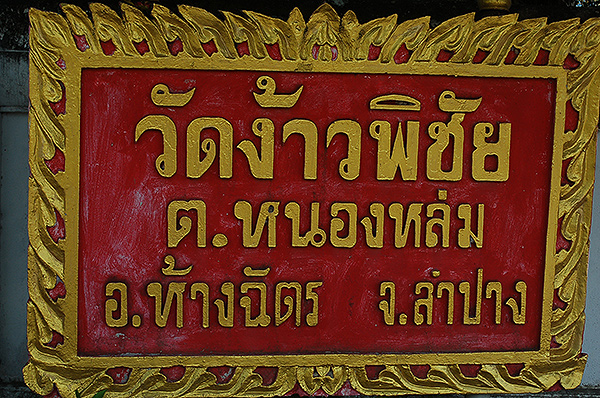 วัดง้าวพิชัย
ต.หนองหล่ม
อ.ห้างฉัตร จ.ลำปาง